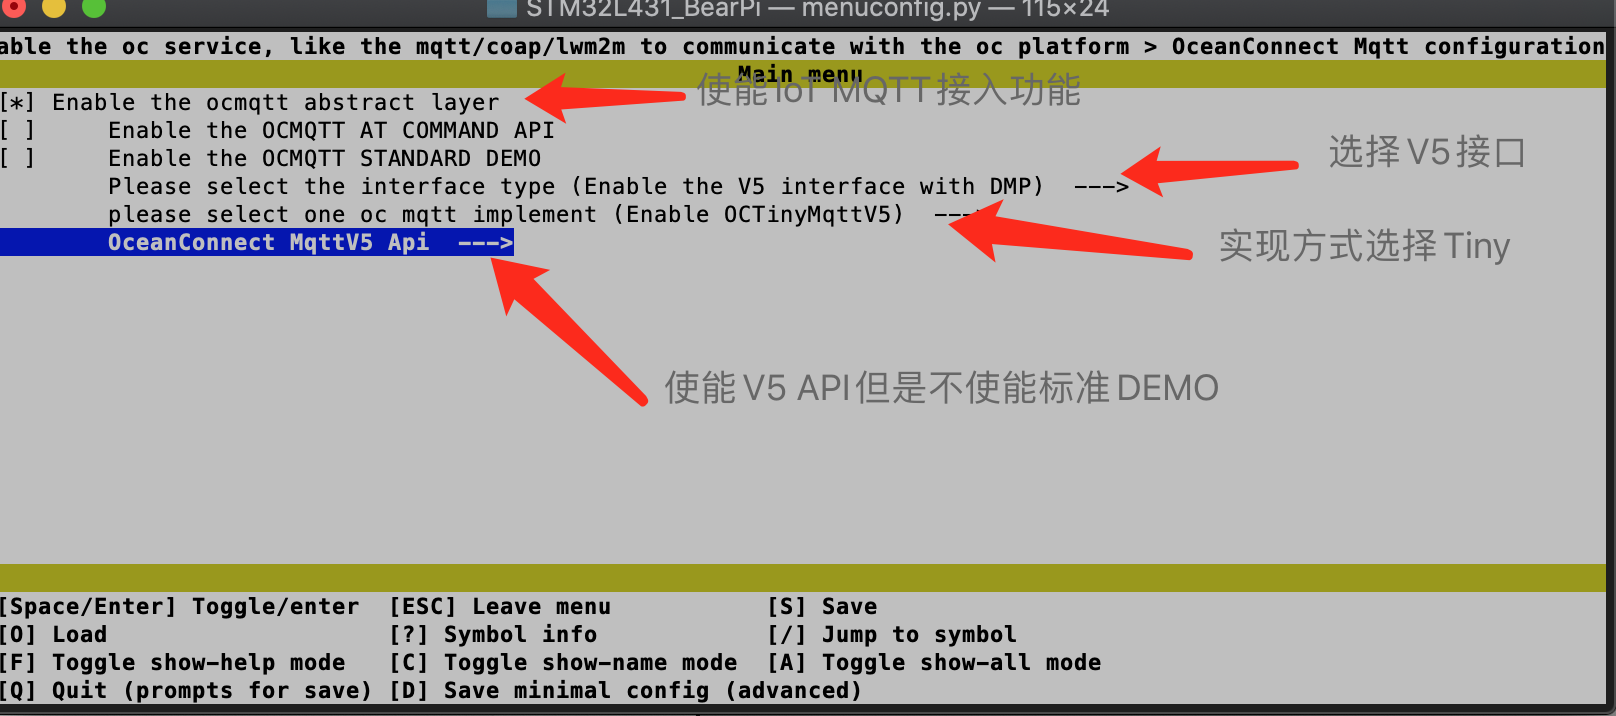 STM32L431_BearPi — menuconfig.py — 115×24
able the oc service, like the mqtt/coap/lwm2m to communicate with the oc platform > OceanConnect Mqtt configuration
Main menu
[*] Enable the ocmqtt abstract layer
使能IoT MQTT接入功能
[ ] Enable the OCMQTT AT COMMAND API
[ ] Enable the OCMQTT STANDARD DEMO
选择V5接口
Please select the interface type (Enable the V5 interface with DMP) --->
please select one oc mqtt implement (Enable OCTinyMqttV5) ---
实现方式选择Tiny
OceanConnect MqttV5 Api --->
使能V5 API但是不使能标准DEMO
[Space/Enter] Toggle/enter [ESC] Leave menu [S] Save
[O] Load [?] Symbol info [/] Jump to symbol
[F] Toggle show-help mode [C] Toggle show-name mode [A] Toggle show-all mode
[Q] Quit (prompts for save) [D] Save minimal config (advanced)